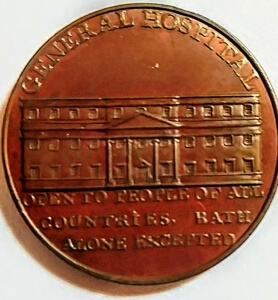 GENERAL HOSPITAL
OPEN TO PEOPLE OF ALL
COUNTRIES. BATH
ALONE EXCEPTED